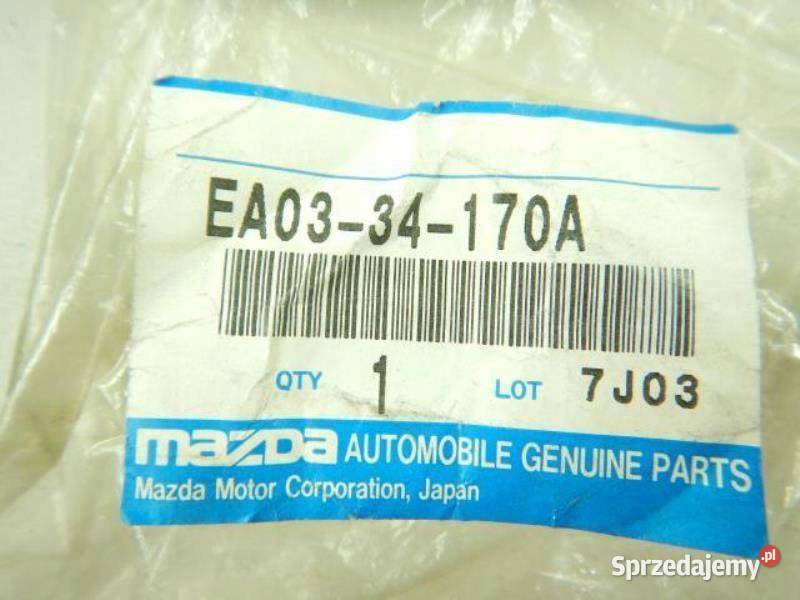 EA03-34-170A
QTY 1 LOT 7J03
mazda AUTOMOBILE GENUINE PARTS
Mazda Motor Corporation, Japan
Sprzedajemy.pl